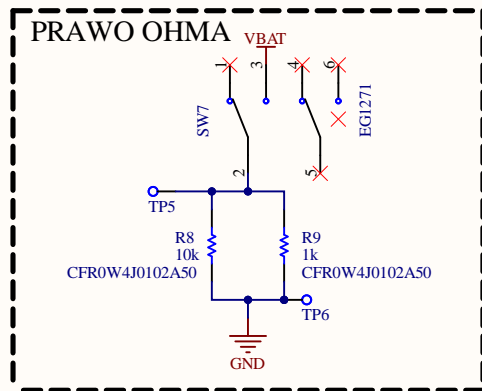 PRAWO OHMA
VBAT
1
3
4
6
SW7
EG1271
2
5
TP5
R8
10k
CFR0W4J0102A50
R9
1k
CFR0W4J0102A50
TP6
GND